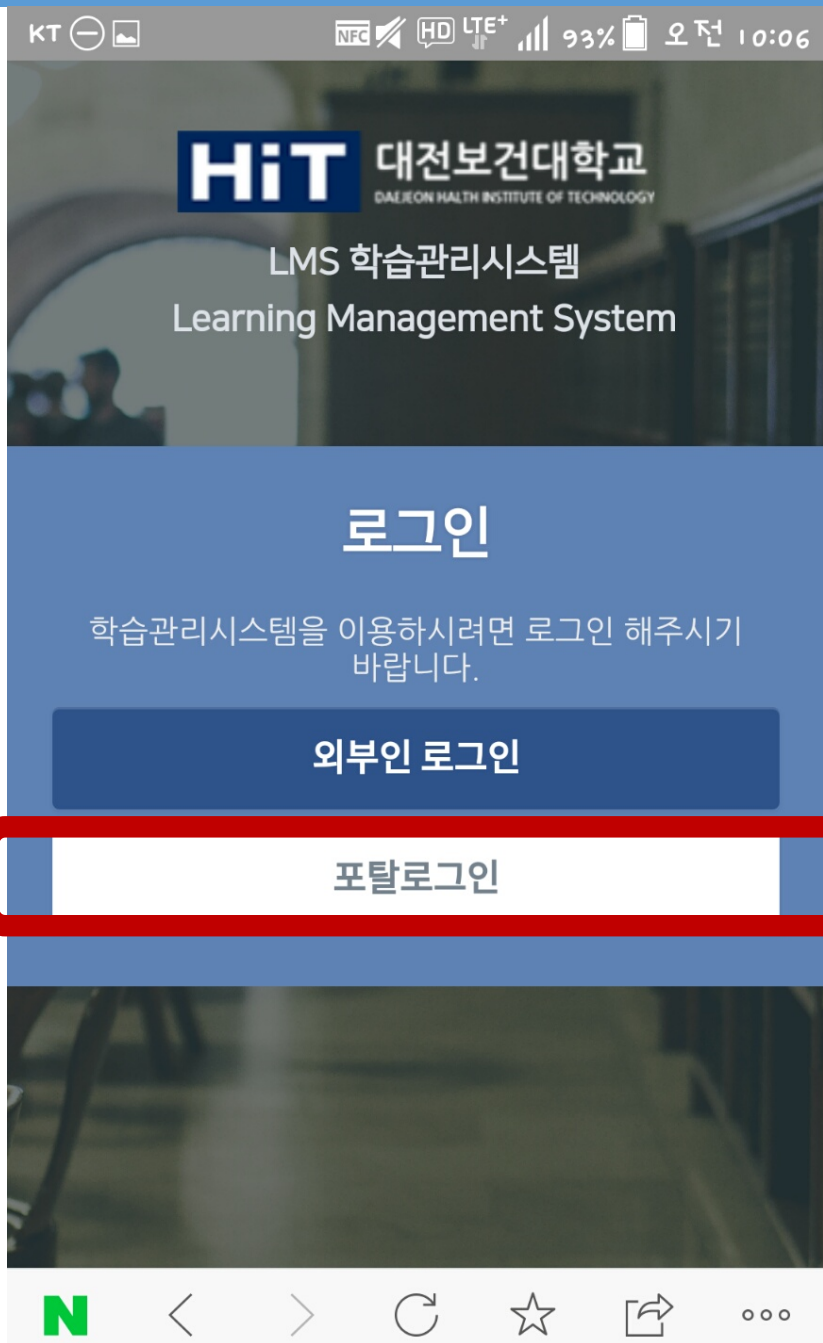 KT NFC HD LTE+ 93% 오전 10:06
HiT 대전보건대학교
DAEJEON HALTH INSTITUTE OF TECHNOLOGY
LMS 학습관리시스템
Learning Management System
로그인
학습관리시스템을 이용하시려면 로그인 해주시기
바랍니다.
외부인 로그인
포탈로그인
N